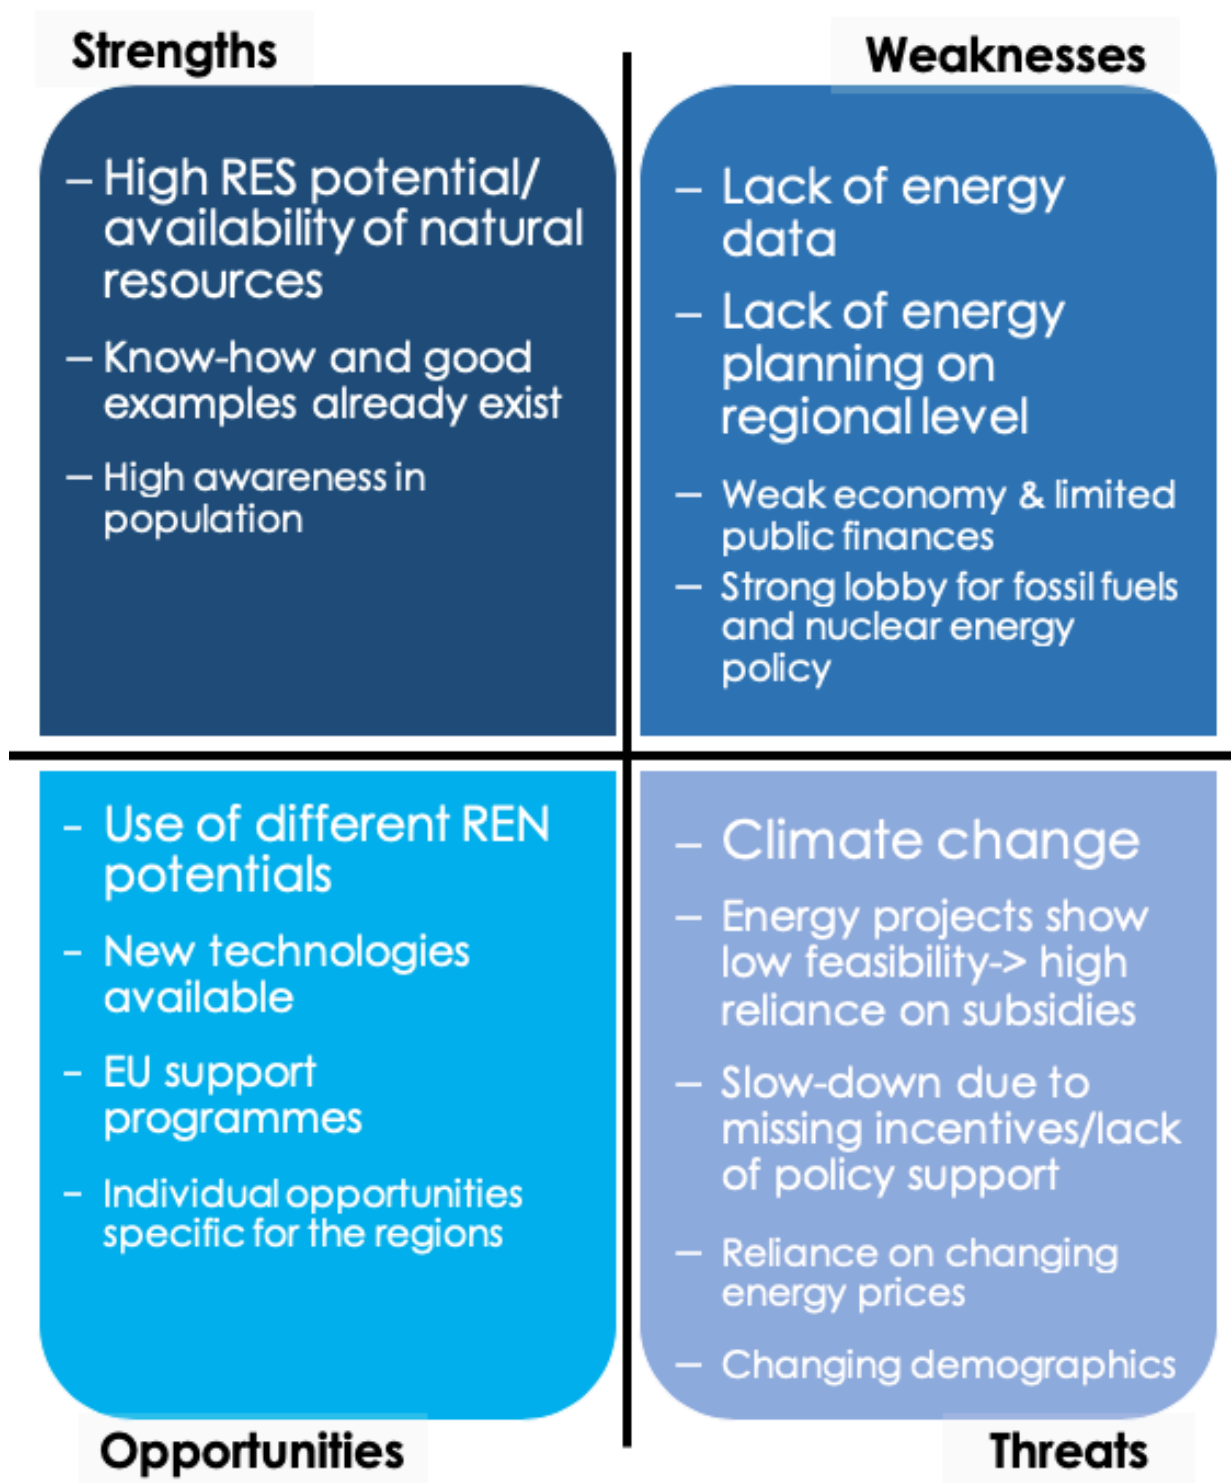 Strengths
– High RES potential/
availability of natural
resources
– Know-how and good
examples already exist
– High awareness in
population
Weaknesses
– Lack of energy
data
– Lack of energy
planning on
regional level
– Weak economy & limited
public finances
– Strong lobby for fossil fuels
and nuclear energy
policy
- Use of different REN
potentials
- New technologies
available
- EU support
programmes
- Individual opportunities
specific for the regions
Opportunities
– Climate change
– Energy projects show
low feasibility-> high
reliance on subsidies
– Slow-down due to
missing incentives/lack
of policy support
– Reliance on changing
energy prices
– Changing demographics
Threats